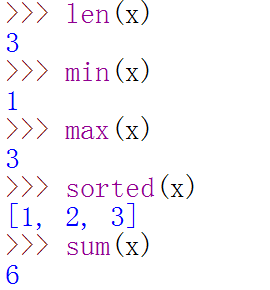 >>> len(x)
3
>>> min(x)
1
>>> max(x)
3
>>> sorted(x)
[1, 2, 3]
>>> sum(x)
6